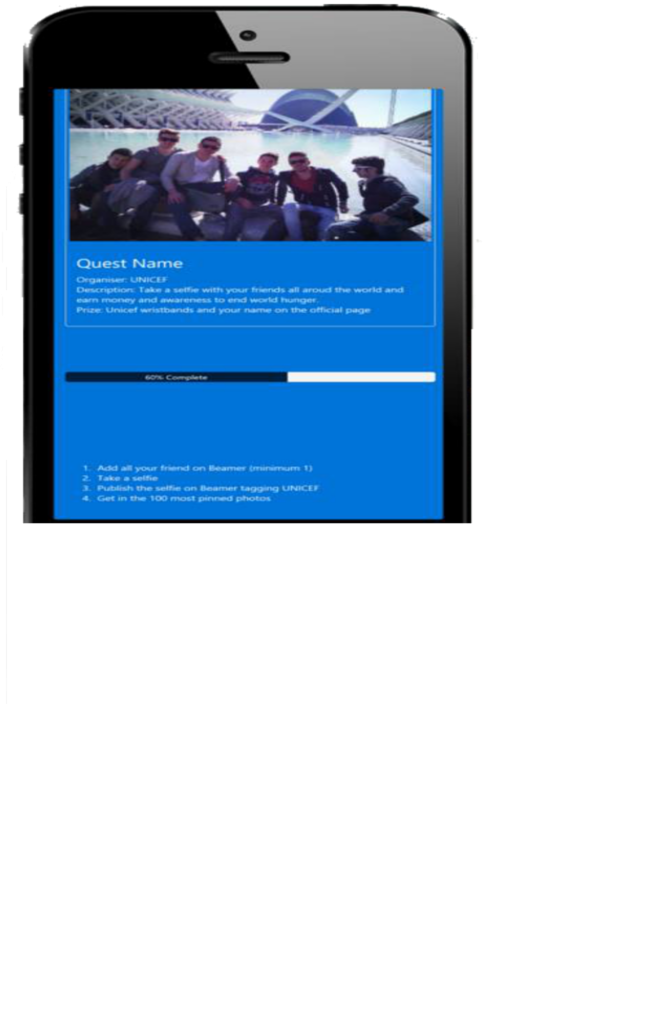 Quest Name
Organiser: UNICEF
Description: Take a selfie with your friends all aroud the world and
earn money and awareness to end world hunger.
Prize: Unicef wristbands and your name on the official page
60% Complete
1. Add all your friend on Beamer (minimum 1)
2. Take a selfie
3. Publish the selfie on Beamer tagging UNICEF
4. Get in the 100 most pinned photos